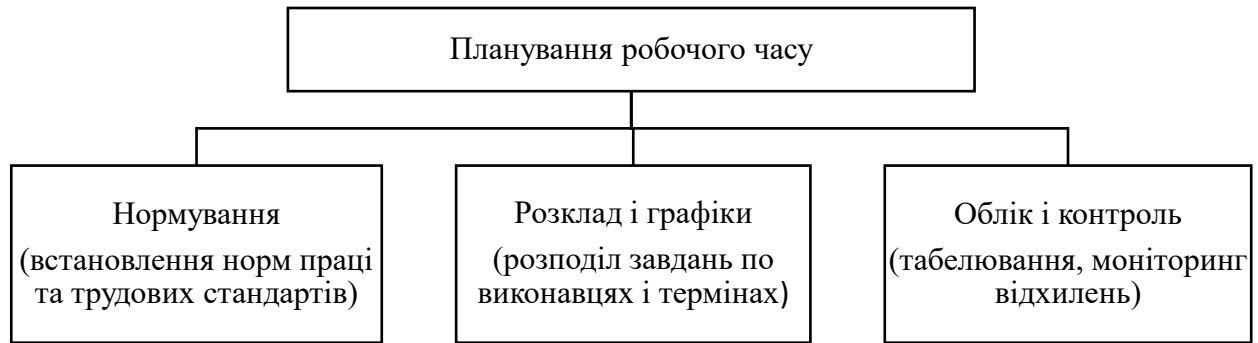 Планування робочого часу
Нормування
(встановлення норм праці
та трудових стандартів)
Розклад і графіки
(розподіл завдань по
виконавцях і термінах)
Облік і контроль
(табелювання, моніторинг
відхилень)